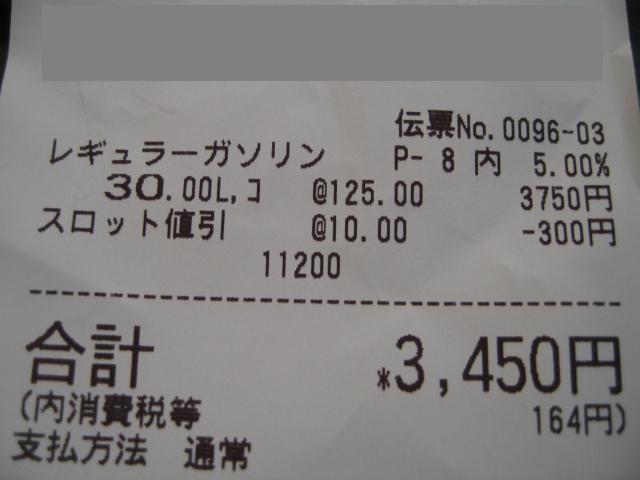 伝票No.0096-03
レギュラーガソリン P- 8 内 5.00%
30.00L,コ @125.00 3750円
スロット値引 @10.00 -300円
11200
合計 *3,450円
(内消費税等 164円)
支払方法 通常